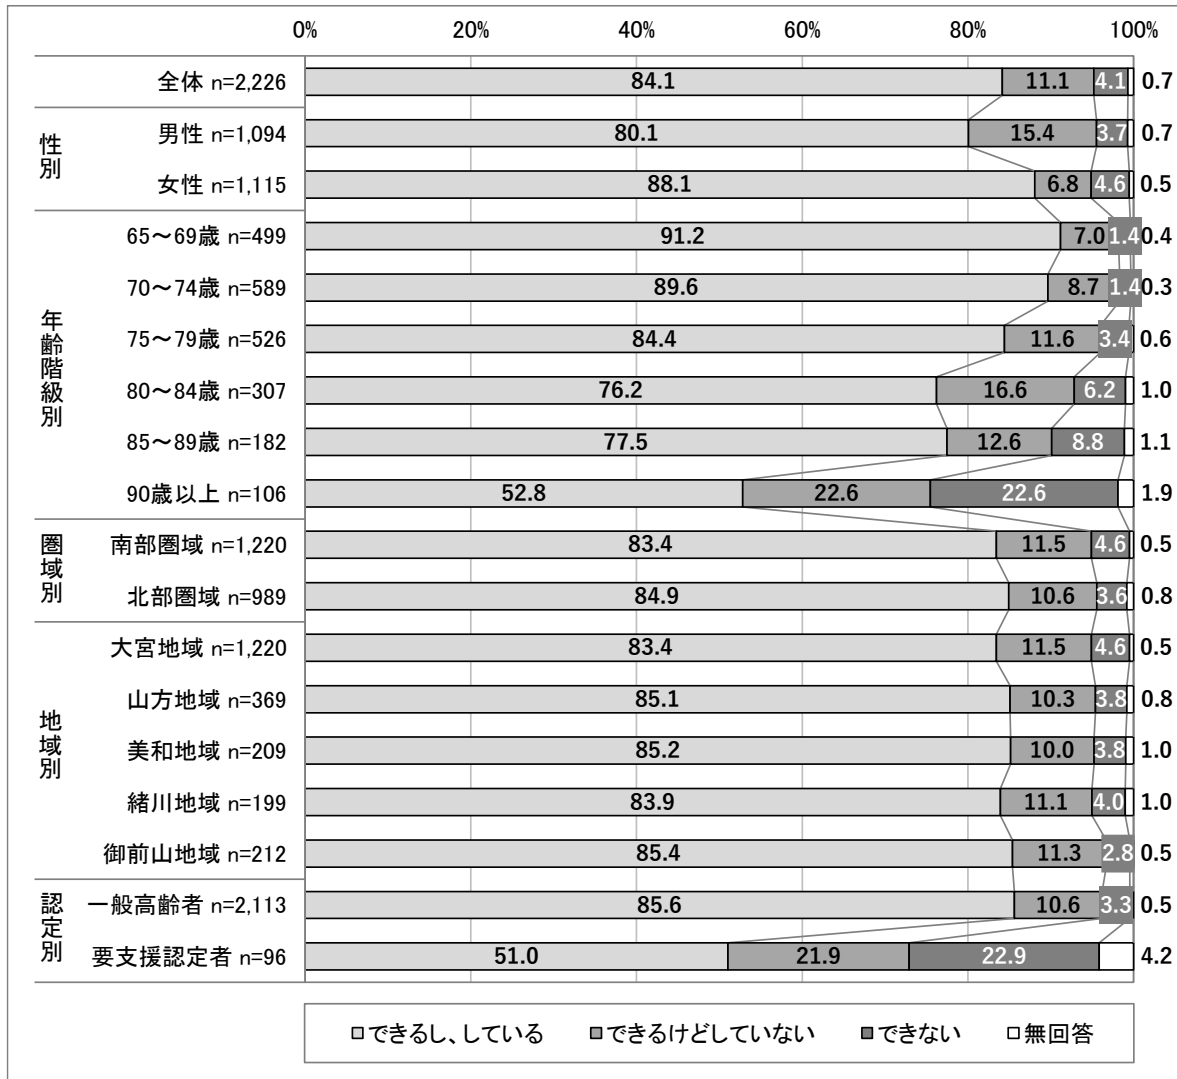 0% 20% 40% 60% 80% 100%
全体 n=2,226 84.1 11.1 4.1 0.7
性別
男性 n=1,094 80.1 15.4 3.7 0.7
女性 n=1,115 88.1 6.8 4.6 0.5
年齢階級別
65～69歳 n=499 91.2 7.0 1.4 0.4
70～74歳 n=589 89.6 8.7 1.4 0.3
75～79歳 n=526 84.4 11.6 3.4 0.6
80～84歳 n=307 76.2 16.6 6.2 1.0
85～89歳 n=182 77.5 12.6 8.8 1.1
90歳以上 n=106 52.8 22.6 22.6 1.9
圏域別
南部圏域 n=1,220 83.4 11.5 4.6 0.5
北部圏域 n=989 84.9 10.6 3.6 0.8
地域別
大宮地域 n=1,220 83.4 11.5 4.6 0.5
山方地域 n=369 85.1 10.3 3.8 0.8
美和地域 n=209 85.2 10.0 3.8 1.0
緒川地域 n=199 83.9 11.1 4.0 1.0
御前山地域 n=212 85.4 11.3 2.8 0.5
認定別
一般高齢者 n=2,113 85.6 10.6 3.3 0.5
要支援認定者 n=96 51.0 21.9 22.9 4.2
できるし、している できるけどしていない できない 無回答